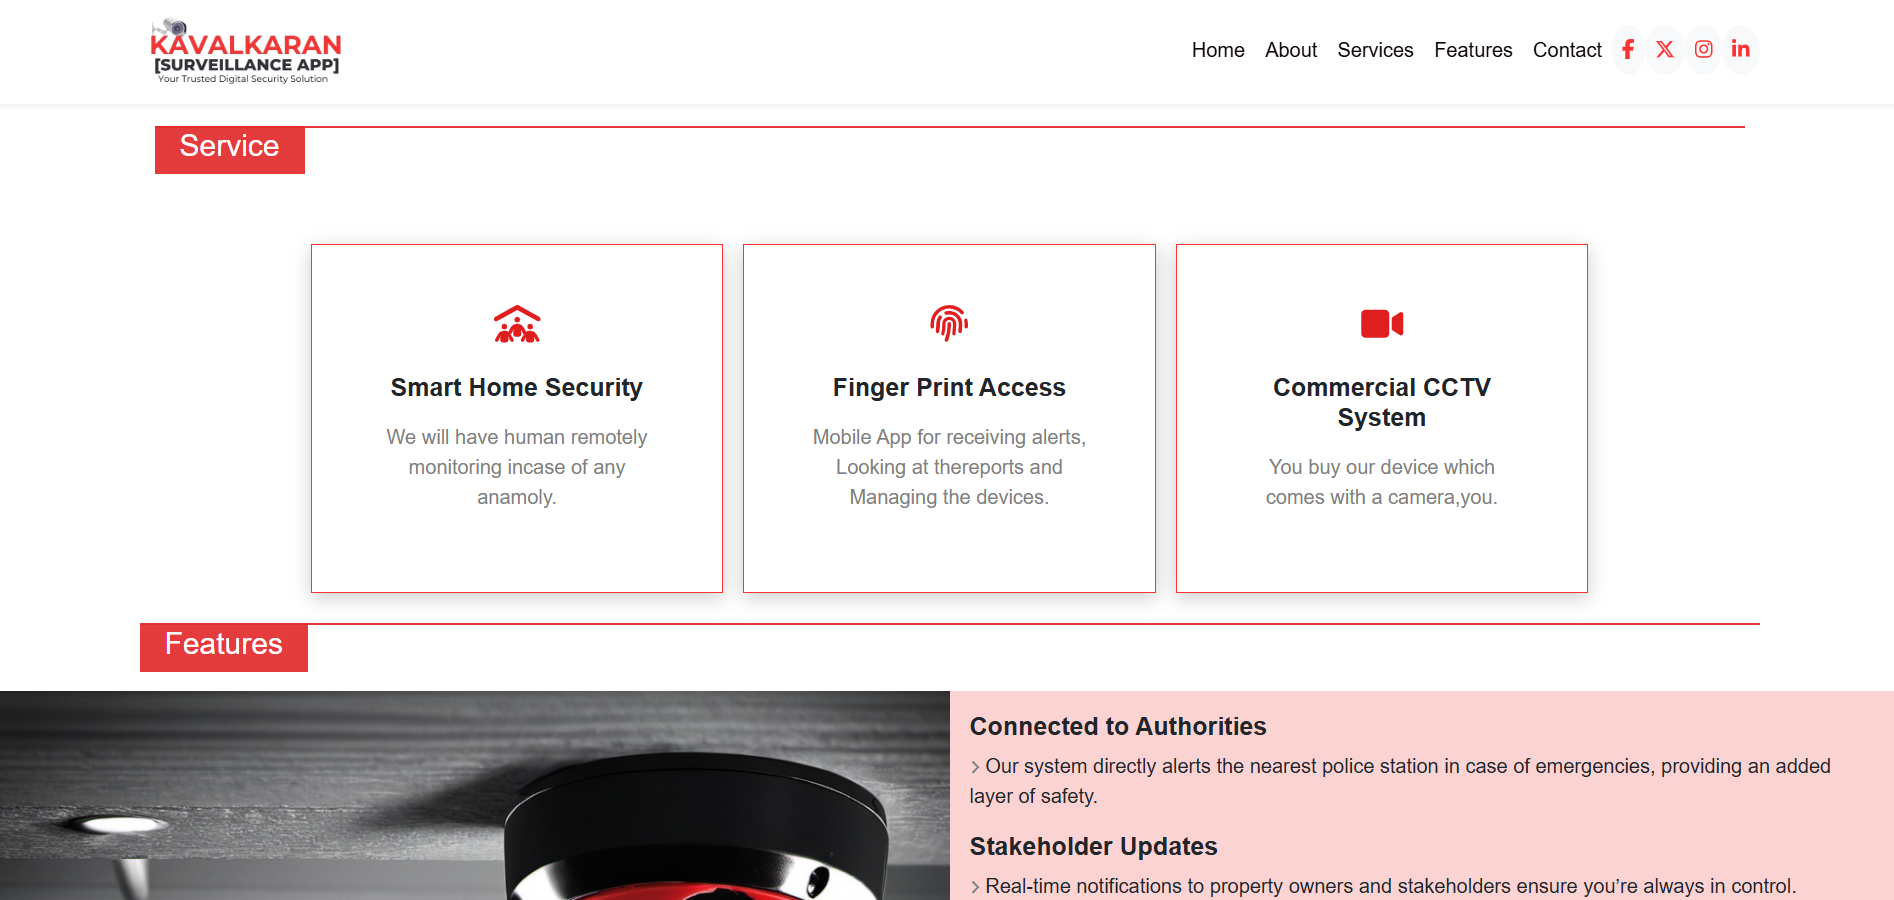 KAVALKARAN
[SURVEILLANCE APP]
Your Trusted Digital Security Solution
Home About Services Features Contact
Service
Smart Home Security
We will have human remotely
monitoring incase of any
anamoly.
Finger Print Access
Mobile App for receiving alerts,
Looking at thereports and
Managing the devices.
Commercial CCTV
System
You buy our device which
comes with a camera,you.
Features
Connected to Authorities
Our system directly alerts the nearest police station in case of emergencies, providing an added
layer of safety.
Stakeholder Updates
Real-time notifications to property owners and stakeholders ensure you’re always in control.